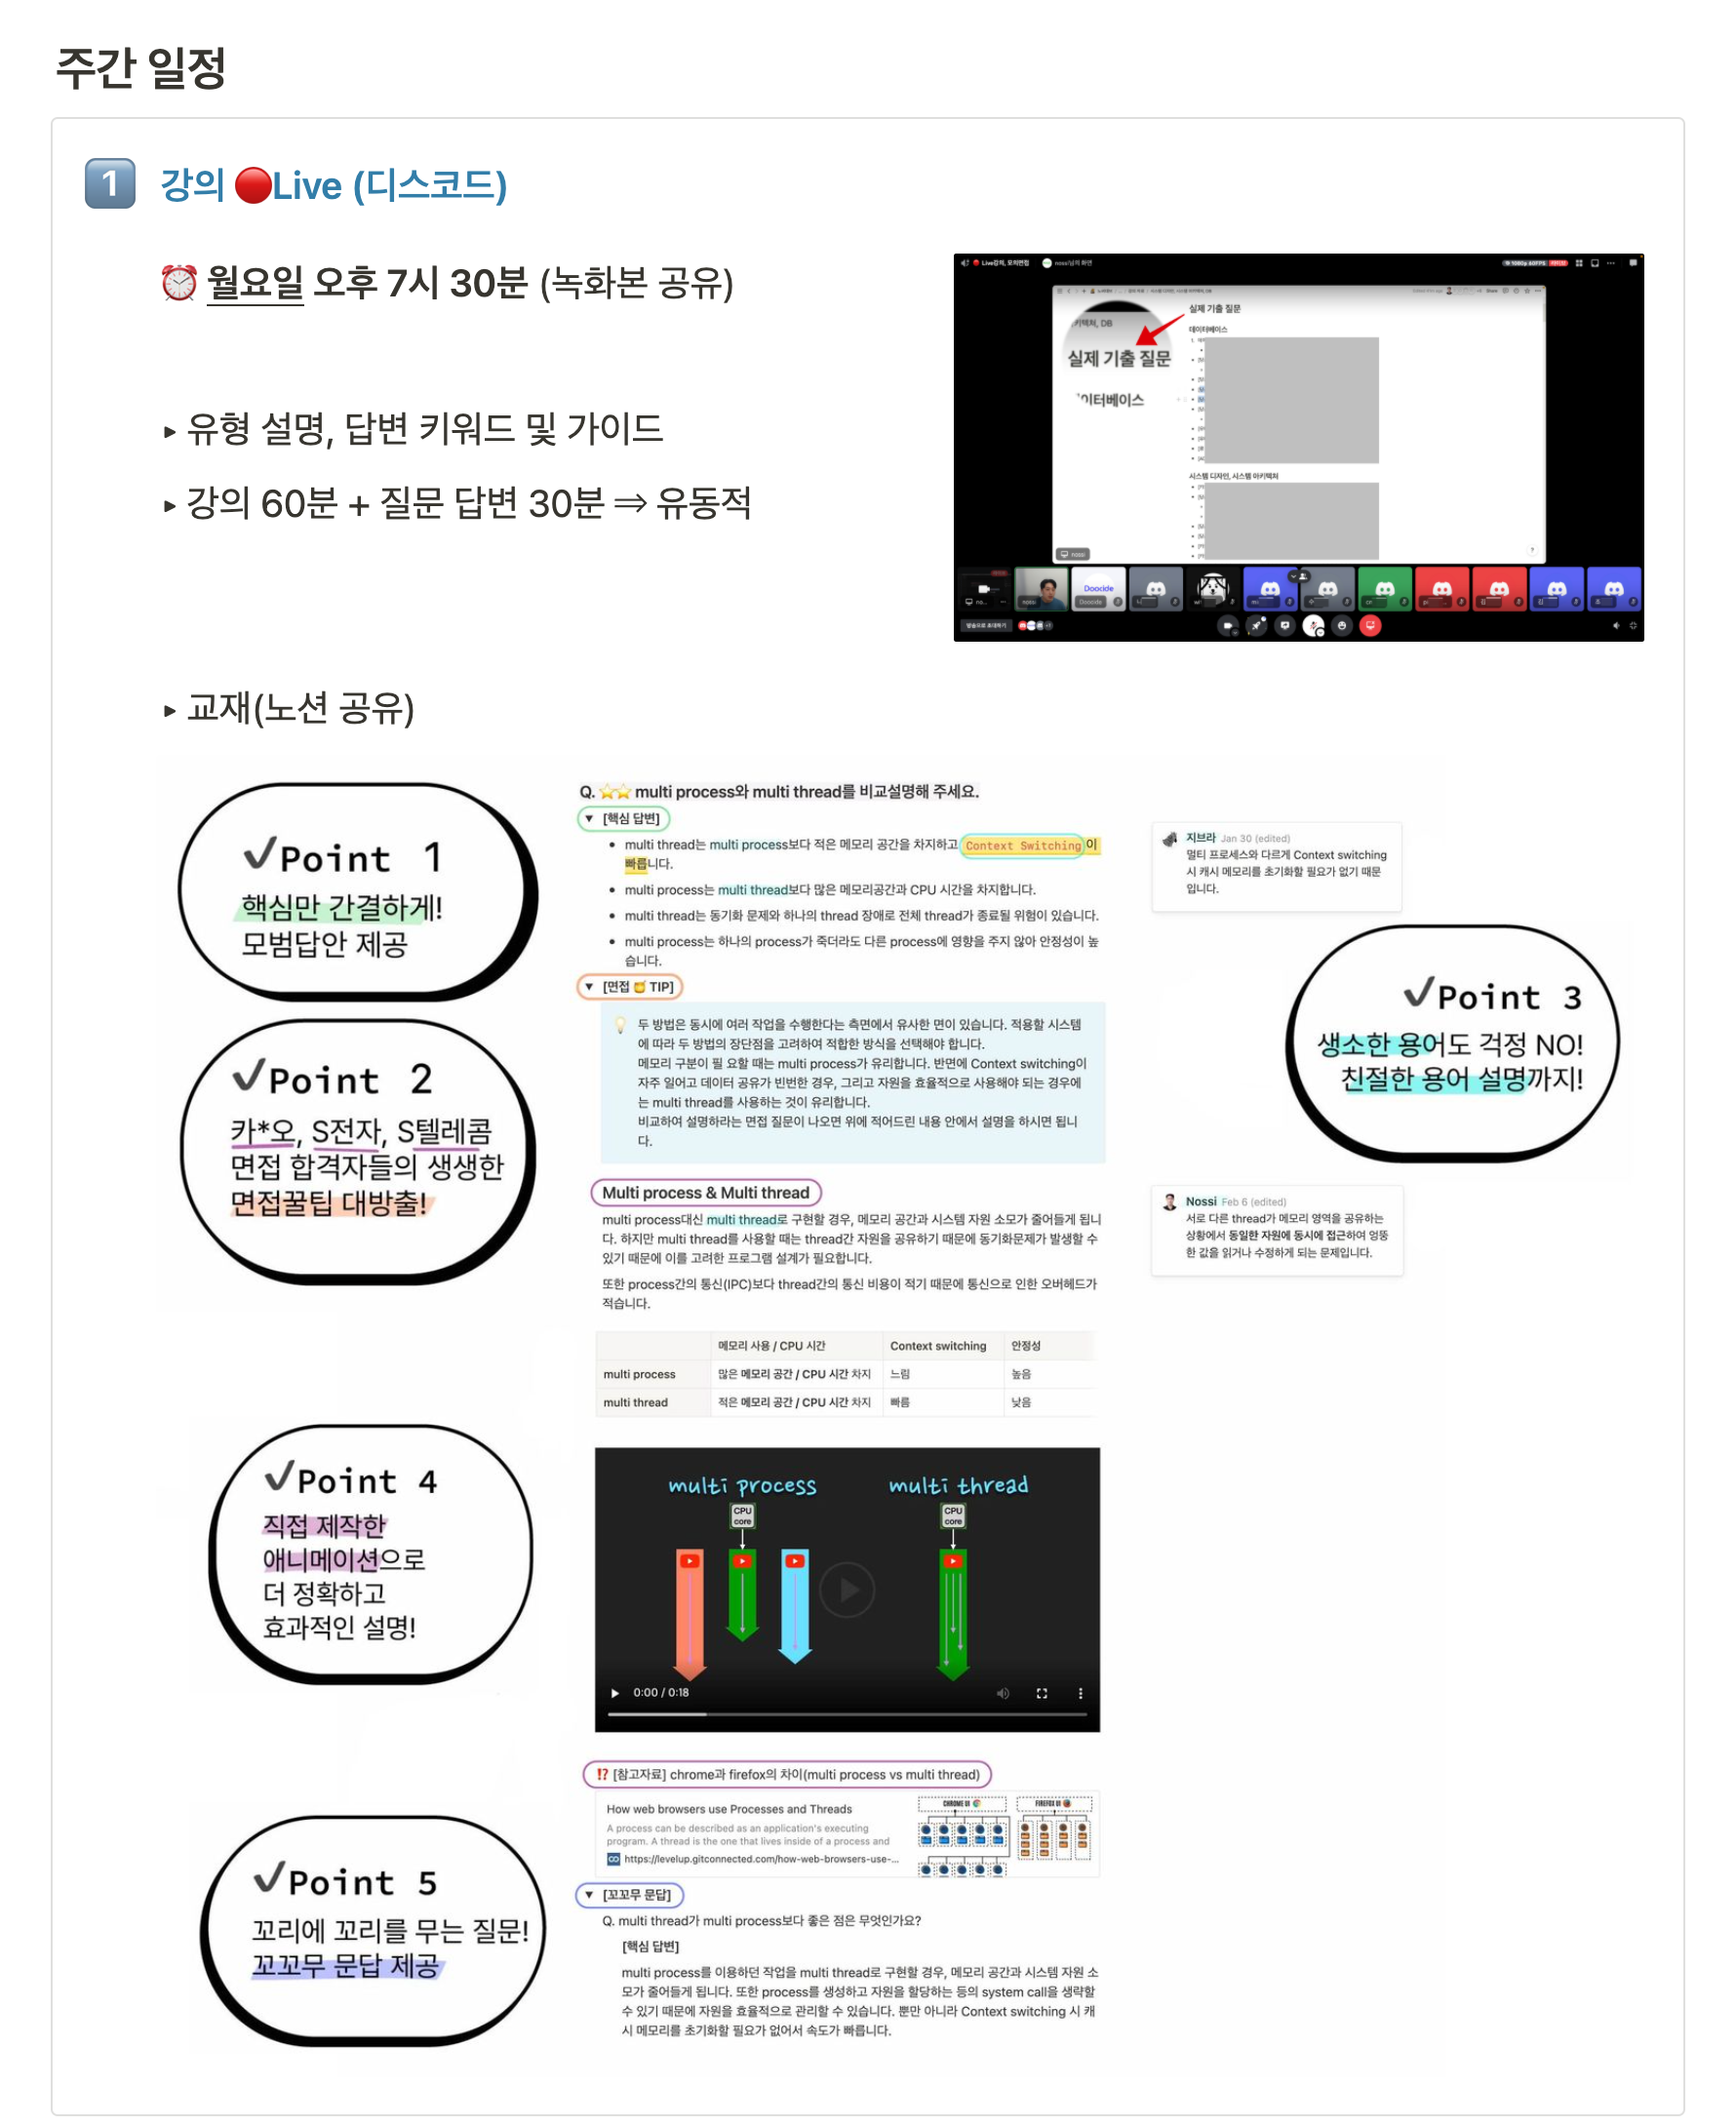 주간 일정
1 강의 🔴Live (디스코드)
⏰ 월요일 오후 7시 30분 (녹화본 공유)
▸ 유형 설명, 답변 키워드 및 가이드
▸ 강의 60분 + 질문 답변 30분 ⇒ 유동적
Live강의, 모의면접
nossi님의 화면
1080p 60FPS
Share
키텍처, DB
실제 기출 질문
데이터베이스
실제 기출 질문
데이터베이스
시스템 디자인, 시스템 아키텍처
nossi
Doocide
Doocide
▸ 교재(노션 공유)
✔Point 1
핵심만 간결하게!
모범답안 제공
✔Point 2
카*오, S전자, S텔레콤
면접 합격자들의 생생한
면접꿀팁 대방출!
Q. ⭐⭐ multi process와 multi thread를 비교설명해 주세요.
▼ [핵심 답변]
• multi thread는 multi process보다 적은 메모리 공간을 차지하고 Context Switching이
빠릅니다.
• multi process는 multi thread보다 많은 메모리공간과 CPU 시간을 차지합니다.
• multi thread는 동기화 문제와 하나의 thread 장애로 전체 thread가 종료될 위험이 있습니다.
• multi process는 하나의 process가 죽더라도 다른 process에 영향을 주지 않아 안정성이 높
습니다.
▼ [면접 🍯 TIP]
💡 두 방법은 동시에 여러 작업을 수행한다는 측면에서 유사한 면이 있습니다. 적용할 시스템
에 따라 두 방법의 장단점을 고려하여 적합한 방식을 선택해야 합니다.
메모리 구분이 필 요할 때는 multi process가 유리합니다. 반면에 Context switching이
자주 일어고 데이터 공유가 빈번한 경우, 그리고 자원을 효율적으로 사용해야 되는 경우에
는 multi thread를 사용하는 것이 유리합니다.
비교하여 설명하라는 면접 질문이 나오면 위에 적어드린 내용 안에서 설명을 하시면 됩니
다.
지브라 Jan 30 (edited)
멀티 프로세스와 다르게 Context switching
시 캐시 메모리를 초기화할 필요가 없기 때문
입니다.
✔Point 3
생소한 용어도 걱정 NO!
친절한 용어 설명까지!
Multi process & Multi thread
multi process대신 multi thread로 구현할 경우, 메모리 공간과 시스템 자원 소모가 줄어들게 됩니
다. 하지만 multi thread를 사용할 때는 thread간 자원을 공유하기 때문에 동기화문제가 발생할 수
있기 때문에 이를 고려한 프로그램 설계가 필요합니다.
또한 process간의 통신(IPC)보다 thread간의 통신 비용이 적기 때문에 통신으로 인한 오버헤드가
적습니다.
Nossi Feb 6 (edited)
서로 다른 thread가 메모리 영역을 공유하는
상황에서 동일한 자원에 동시에 접근하여 엉뚱
한 값을 읽거나 수정하게 되는 문제입니다.
메모리 사용 / CPU 시간 Context switching 안정성
multi process 많은 메모리 공간 / CPU 시간 차지 느림 높음
multi thread 적은 메모리 공간 / CPU 시간 차지 빠름 낮음
✔Point 4
직접 제작한
애니메이션으로
더 정확하고
효과적인 설명!
multi process multi thread
CPU core CPU core
0:00 / 0:18
⁉️ [참고자료] chrome과 firefox의 차이(multi process vs multi thread)
How web browsers use Processes and Threads
A process can be described as an application's executing
program. A thread is the one that lives inside of a process and
https://levelup.gitconnected.com/how-web-browsers-use-...
CHROME UI
FIREFOX UI
✔Point 5
꼬리에 꼬리를 무는 질문!
꼬꼬무 문답 제공
▼ [꼬꼬무 문답]
Q. multi thread가 multi process보다 좋은 점은 무엇인가요?
[핵심 답변]
multi process를 이용하던 작업을 multi thread로 구현할 경우, 메모리 공간과 시스템 자원 소
모가 줄어들게 됩니다. 또한 process를 생성하고 자원을 할당하는 등의 system call을 생략할
수 있기 때문에 자원을 효율적으로 관리할 수 있습니다. 뿐만 아니라 Context switching 시 캐
시 메모리를 초기화할 필요가 없어서 속도가 빠릅니다.